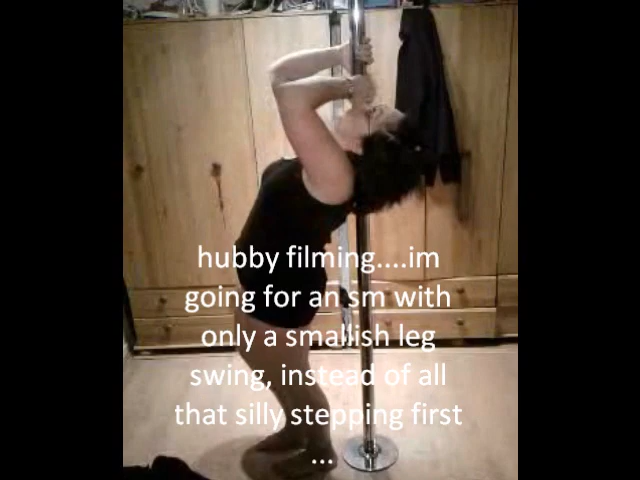 hubby filming....im
going for an sm with
only a smallish leg
swing, instead of all
that silly stepping first
...